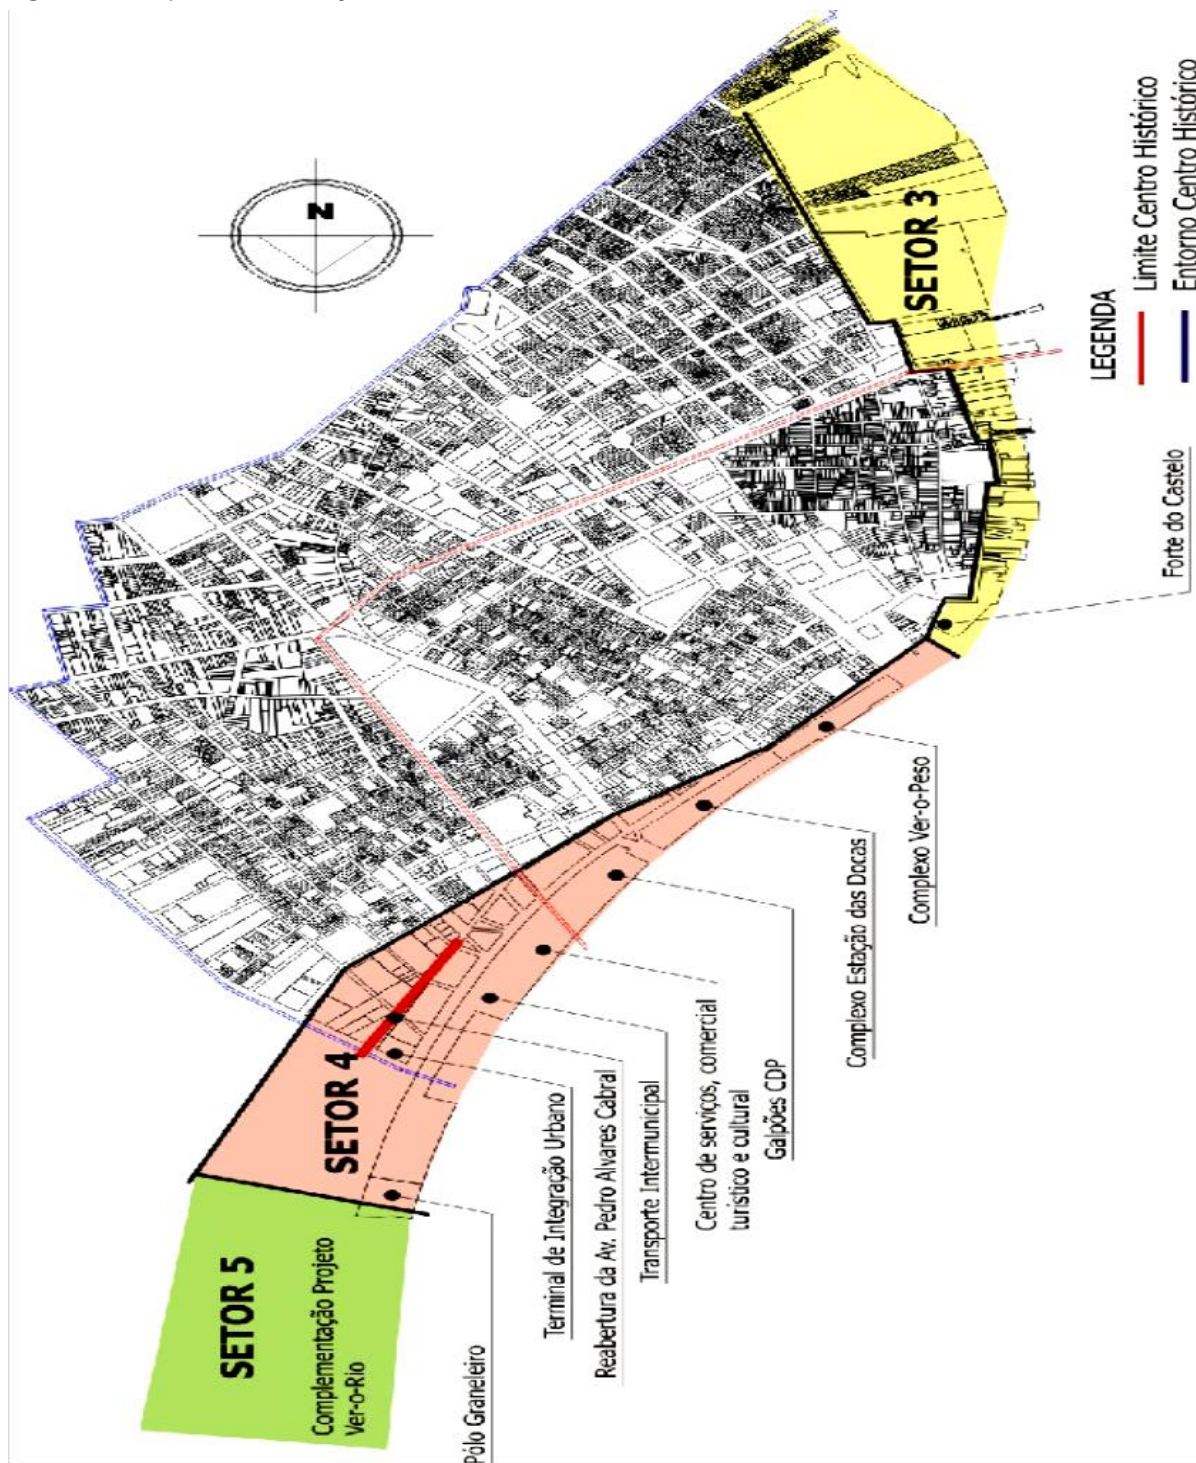 N
SETOR 3
SETOR 4
SETOR 5
Complementação Projeto
Ver-o-Rio
LEGENDA
Limite Centro Histórico
Entorno Centro Histórico
Forte do Castelo
Complexo Ver-o-Peso
Complexo Estação das Docas
Centro de serviços, comercial
turístico e cultural
Galpões CDP
Transporte Intermunicipal
Reabertura da Av. Pedro Alvares Cabral
Terminal de Integração Urbano
Pólo Graneleiro